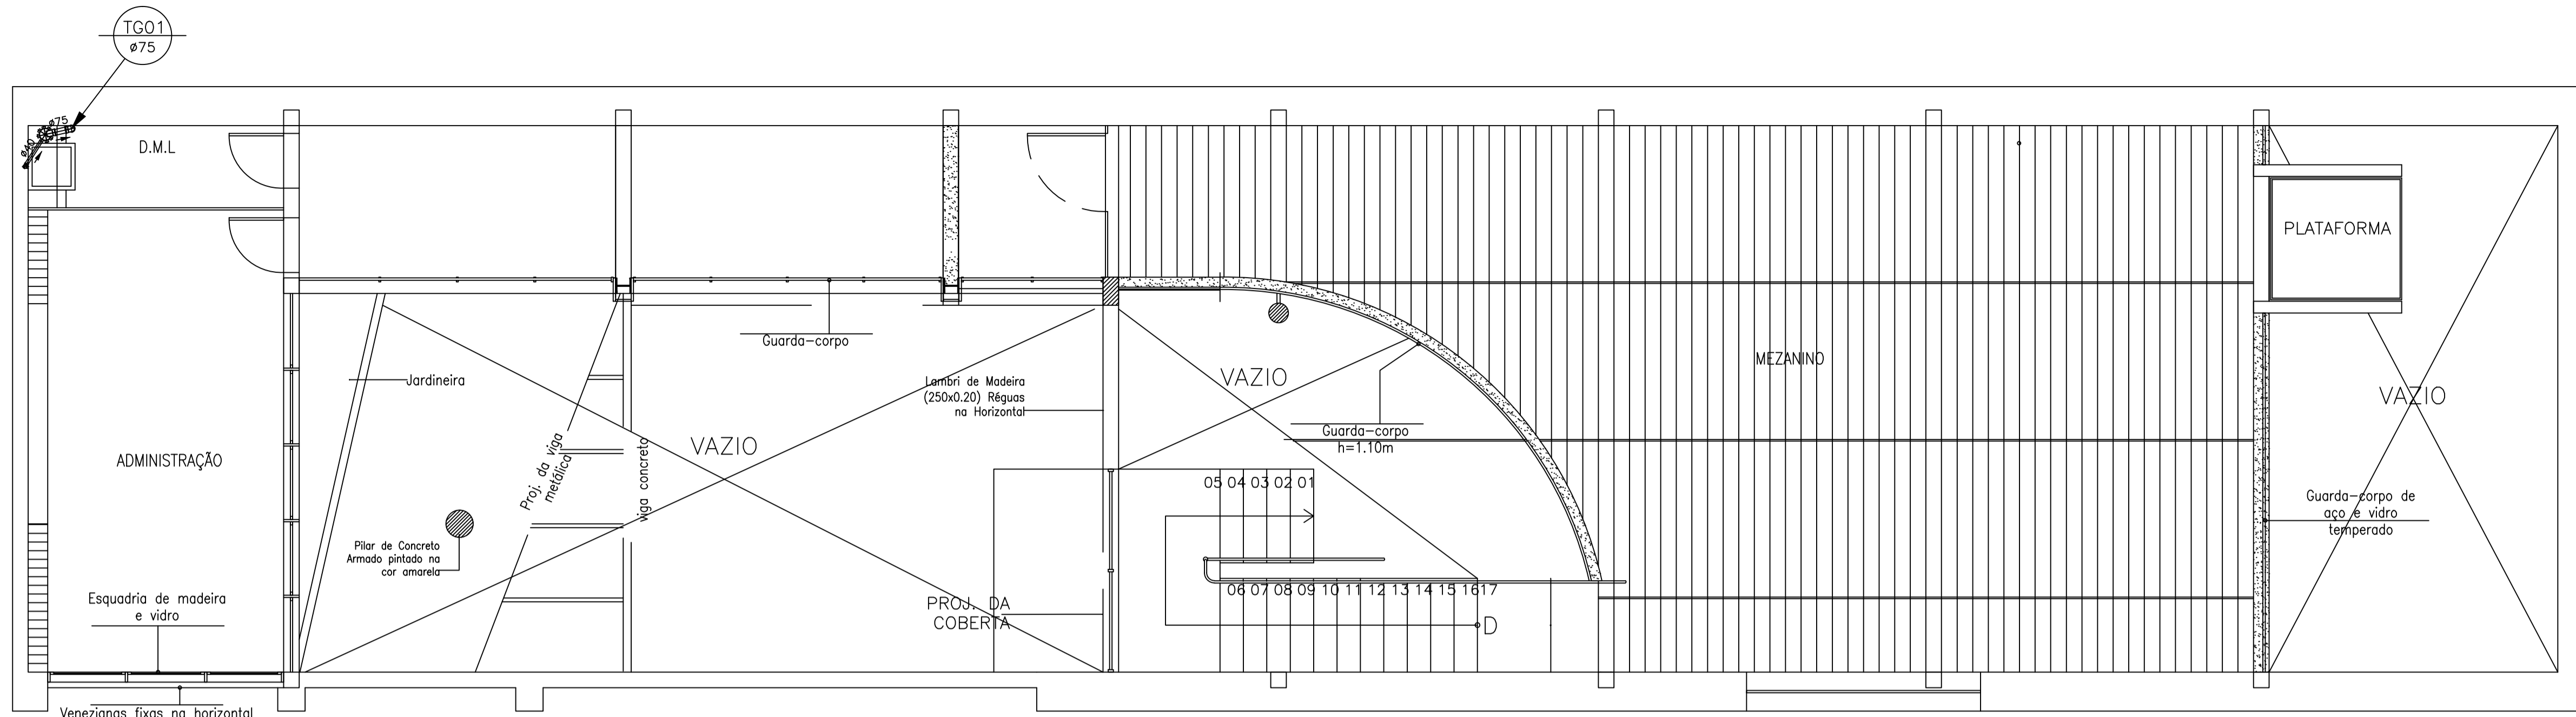 TG01
ø75
ø75
ø40
D.M.L
ADMINISTRAÇÃO
Esquadria de madeira
e vidro
Venezianas fixas na horizontal
Jardineira
Pilar de Concreto
Armado pintado na
cor amarela
Proj. da viga
metálica
viga concreto
VAZIO
Guarda-corpo
Lambri de Madeira
(250x0.20) Réguas
na Horizontal
PROJ. DA
COBERTA
VAZIO
Guarda-corpo
h=1.10m
05 04 03 02 01
06 07 08 09 10 11 12 13 14 15 16 17
D
MEZANINO
PLATAFORMA
VAZIO
Guarda-corpo de
aço e vidro
temperado